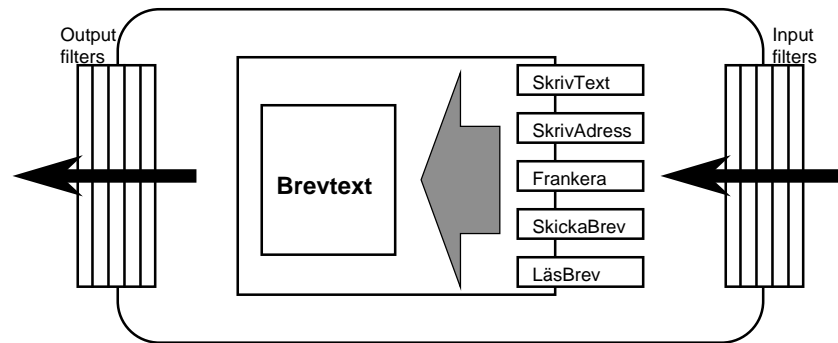 Output
filters
Input
filters
SkrivText
SkrivAdress
Brevtext
Frankera
SkickaBrev
LäsBrev